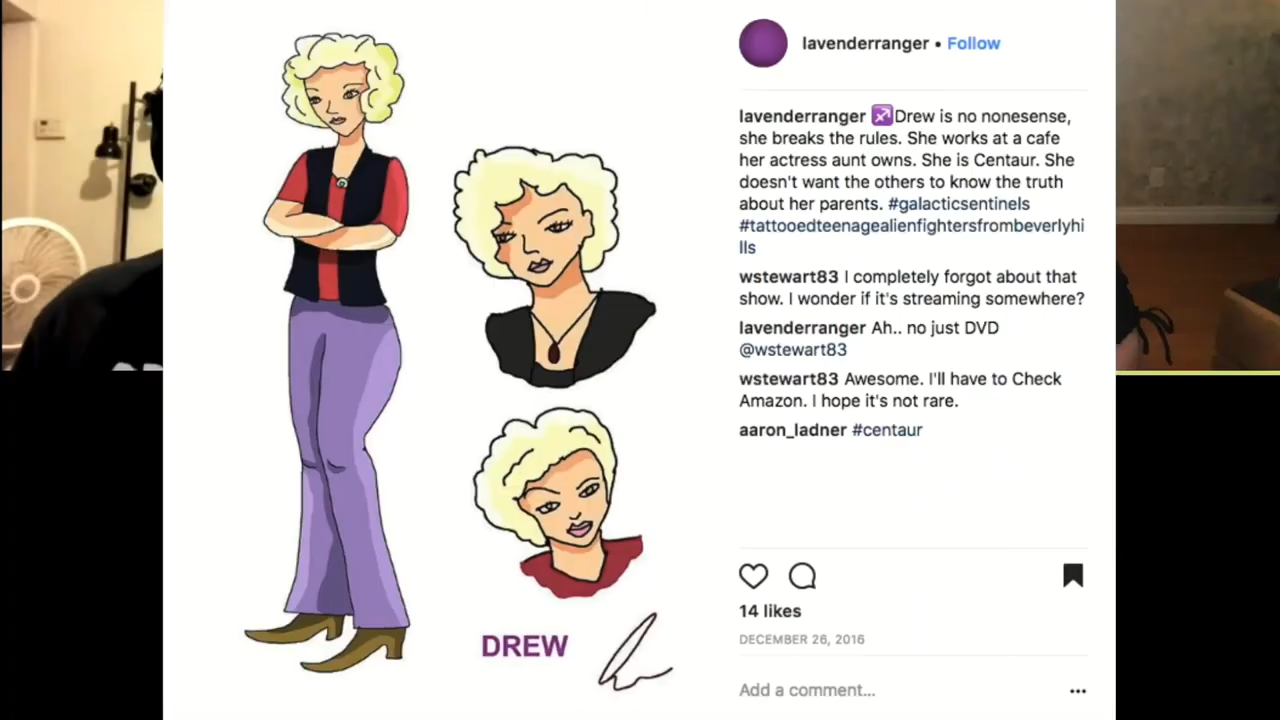 lavenderranger • Follow
lavenderranger ♐Drew is no nonesense,
she breaks the rules. She works at a cafe
her actress aunt owns. She is Centaur. She
doesn't want the others to know the truth
about her parents. #galacticsentinels
#tattooedteenagealienfightersfrombeverlyhi
lls
wstewart83 I completely forgot about that
show. I wonder if it's streaming somewhere?
lavenderranger Ah.. no just DVD
@wstewart83
wstewart83 Awesome. I'll have to Check
Amazon. I hope it's not rare.
aaron_ladner #centaur
14 likes
DECEMBER 26, 2016
Add a comment...
DREW